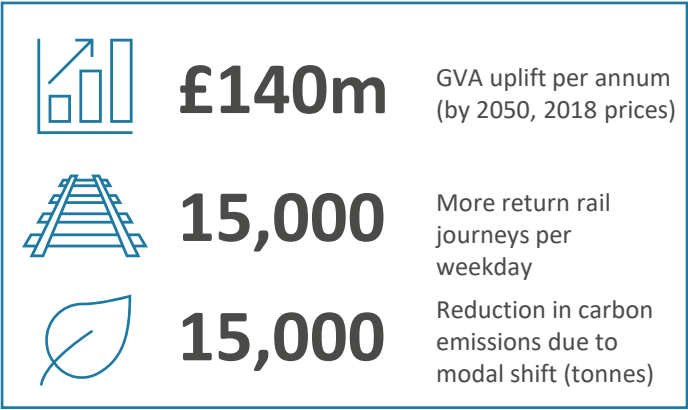 £140m
GVA uplift per annum
(by 2050, 2018 prices)
15,000
More return rail
journeys per
weekday
15,000
Reduction in carbon
emissions due to
modal shift (tonnes)